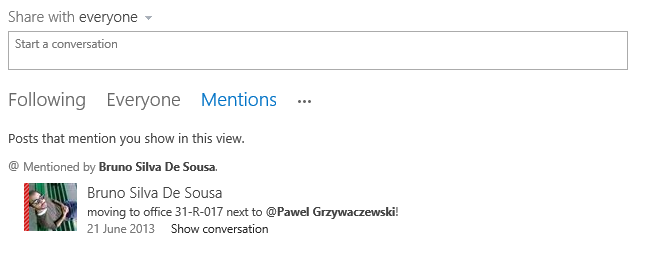 Share with everyone
Start a conversation
Following Everyone Mentions •••
Posts that mention you show in this view.
@ Mentioned by Bruno Silva De Sousa.
Bruno Silva De Sousa
moving to office 31-R-017 next to @Pawel Grzywaczewski!
21 June 2013 Show conversation